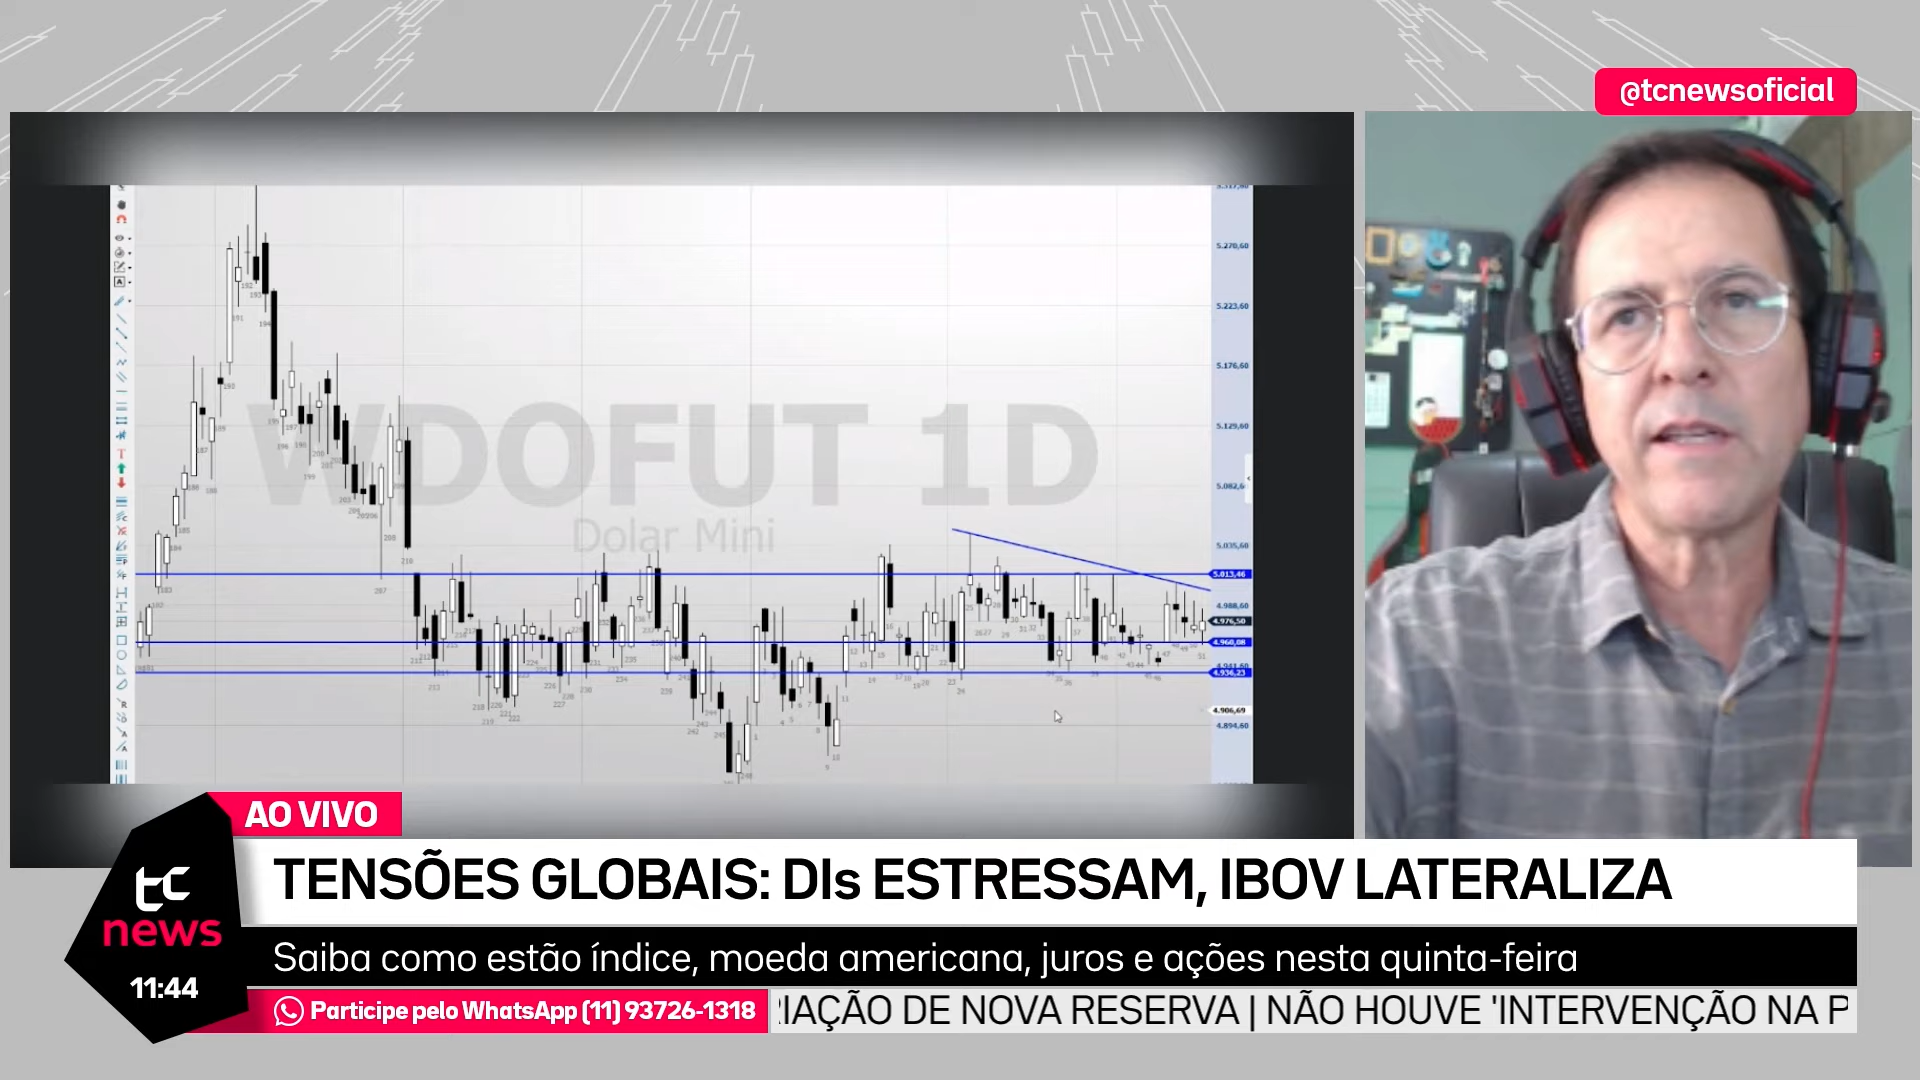 @tcnewsoficial
WDOFUT 1D
Dolar Mini
5.270,60
5.223,60
5.176,60
5.129,60
5.082,6
5.035,60
5.013,46
4.988,60
4.976,50
4.960,08
4.941,60
4.936,23
4.906,69
4.894,60
AO VIVO
TENSÕES GLOBAIS: DIs ESTRESSAM, IBOV LATERALIZA
Saiba como estão índice, moeda americana, juros e ações nesta quinta-feira
tc
news
11:44
Participe pelo WhatsApp (11) 93726-1318
IAÇÃO DE NOVA RESERVA | NÃO HOUVE 'INTERVENÇÃO NA P